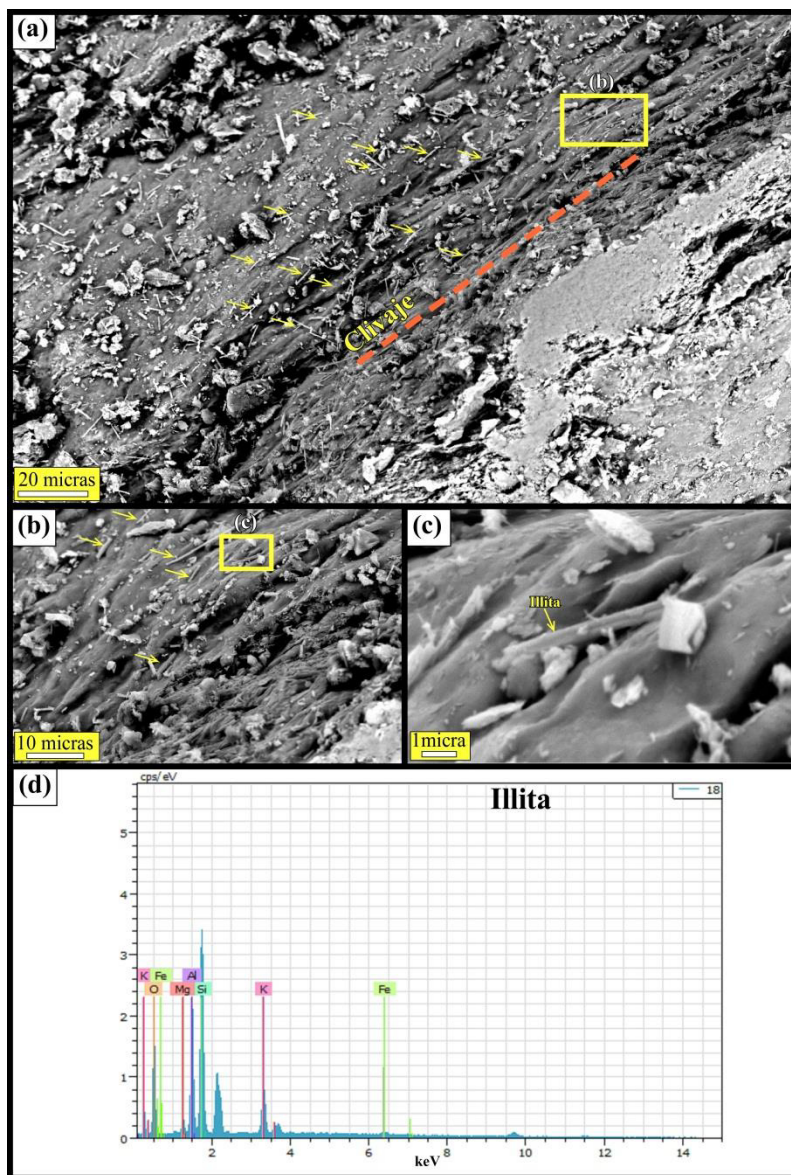 (a)
(b)
Clivaje
20 micras
(b)
(c)
10 micras
(c)
Illita
1micra
(d)
cps/eV
Illita
18
5
4
3
K Fe Al
O Mg Si K Fe
2
1
0
2 4 6 8 10 12 14
keV